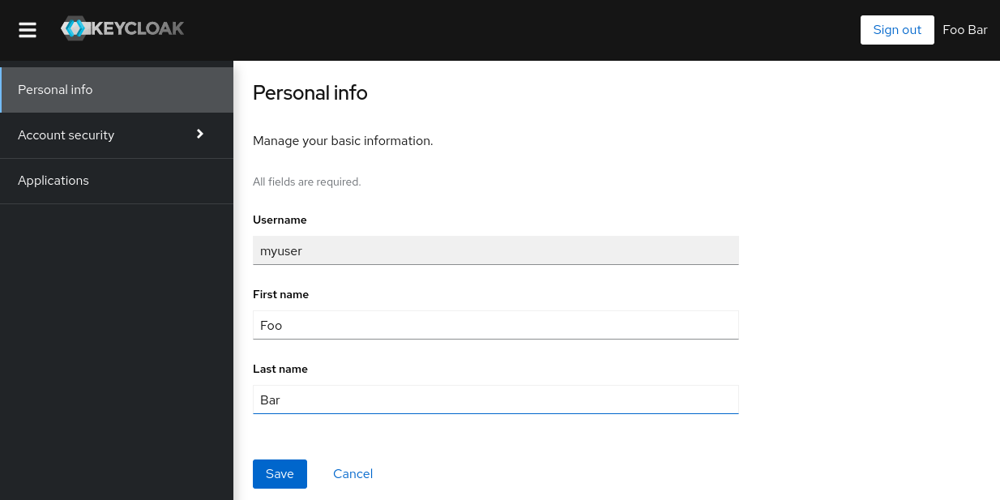 KEYCLOAK
Sign out
Foo Bar
Personal info
Account security
Applications
Personal info
Manage your basic information.
All fields are required.
Username
myuser
First name
Foo
Last name
Bar
Save
Cancel